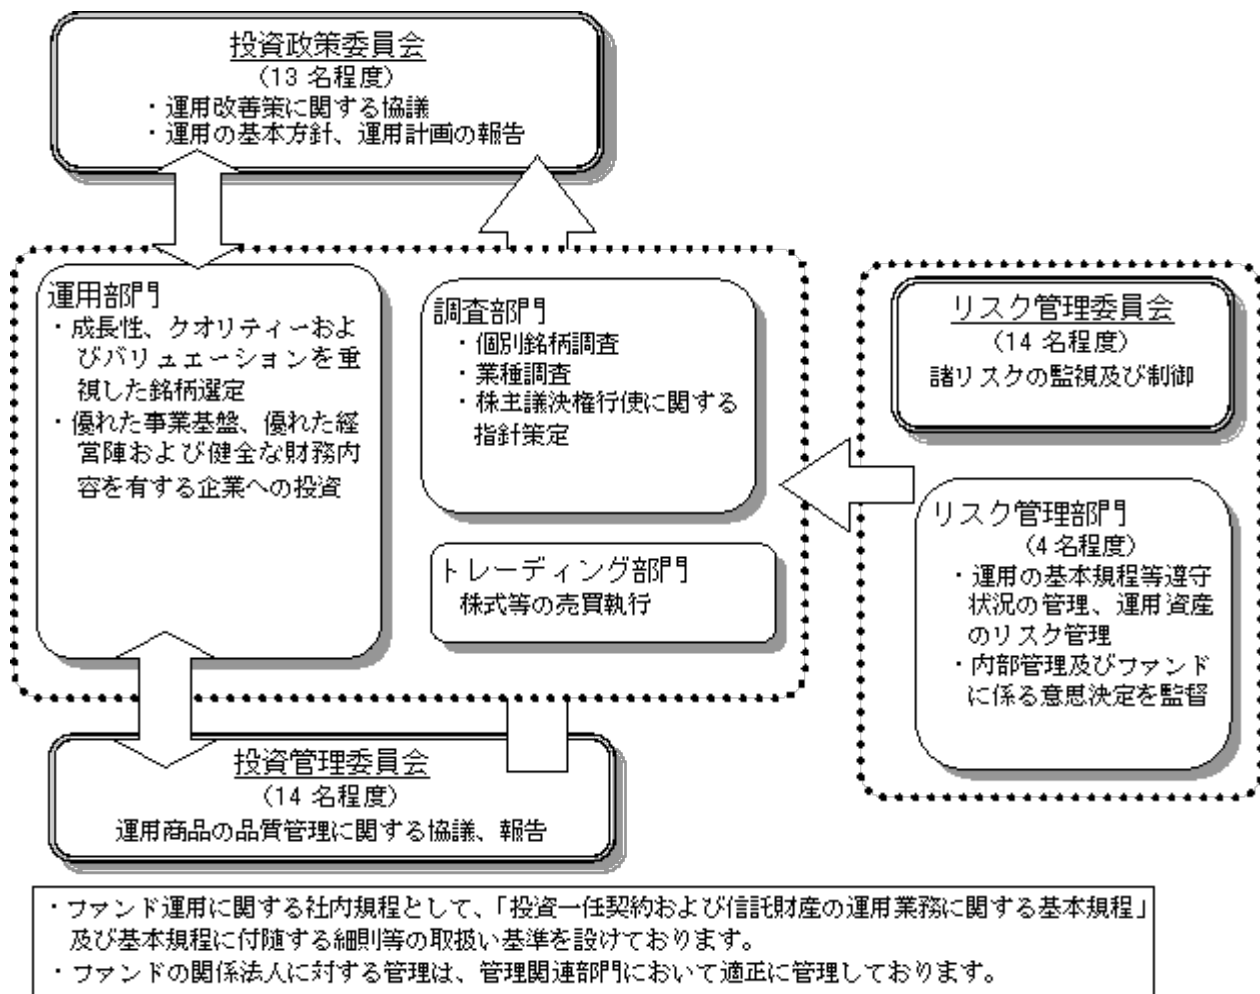 投資政策委員会
(13 名程度)
・運用改善策に関する協議
・運用の基本方針、運用計画の報告
運用部門
・成長性、クオリティーおよ
びバリュエーションを重
視した銘柄選定
・優れた事業基盤、優れた経
営陣および健全な財務内
容を有する企業への投資
調査部門
・個別銘柄調査
・業種調査
・株主議決権行使に関する
指針策定
トレーディング部門
株式等の売買執行
リスク管理委員会
(14 名程度)
諸リスクの監視及び制御
リスク管理部門
(4 名程度)
・運用の基本規程等遵守
状況の管理、運用資産
のリスク管理
・内部管理及びファンド
に係る意思決定を監督
投資管理委員会
(14 名程度)
運用商品の品質管理に関する協議、報告
・ファンド運用に関する社内規程として、「投資一任契約および信託財産の運用業務に関する基本規程」
及び基本規程に付随する細則等の取扱い基準を設けております。
・ファンドの関係法人に対する管理は、管理関連部門において適正に管理しております。